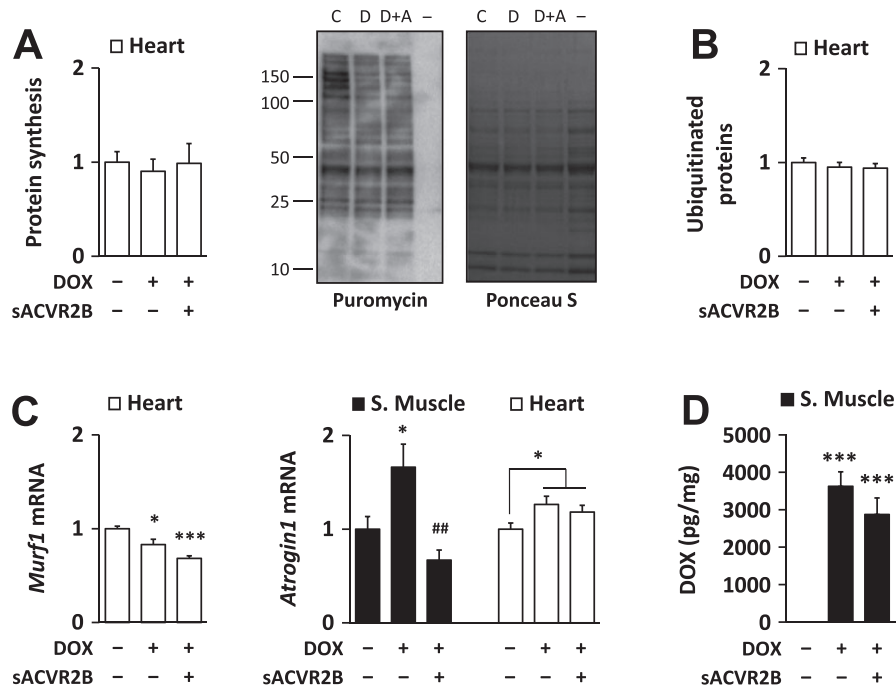 A
Heart
Protein synthesis
2
1
0
DOX – + +
sACVR2B – – +
C D D+A –
150
100
50
25
10
Puromycin
C D D+A –
Ponceau S
B
Heart
Ubiquitinated
proteins
2
1
0
DOX – + +
sACVR2B – – +
C
Heart
Murf1 mRNA
2
1
0
*
***
DOX – + +
sACVR2B – – +
S. Muscle
Heart
Atrogin1 mRNA
2
1
0
*
##
*
DOX – + + – + +
sACVR2B – – + – – +
D
S. Muscle
DOX (pg/mg)
5000
4000
3000
2000
1000
0
***
***
DOX – + +
sACVR2B – – +